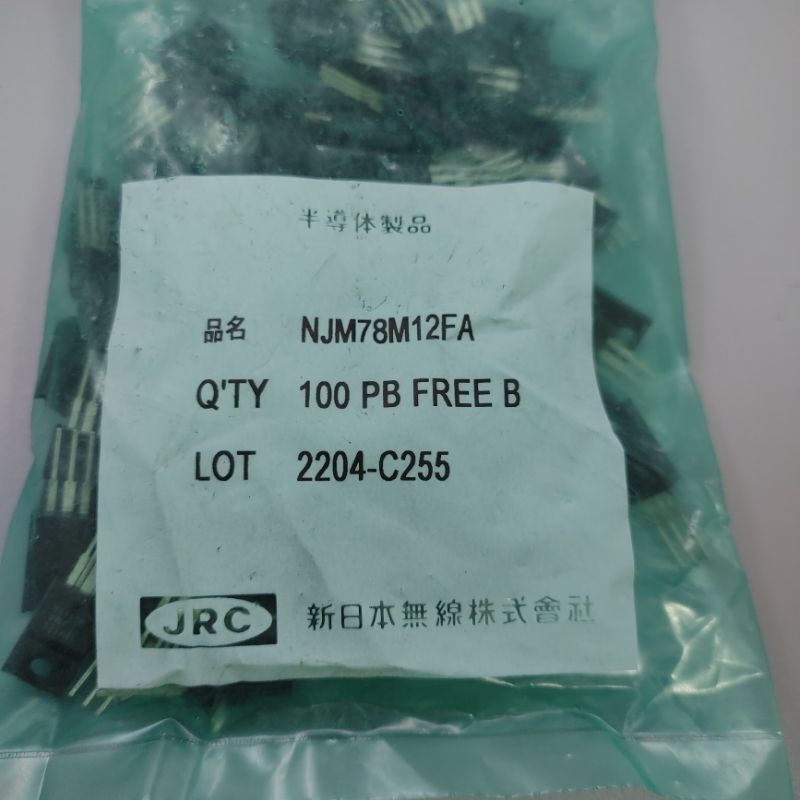 半導体製品
品名 NJM78M12FA
Q'TY 100 PB FREE B
LOT 2204-C255
JRC 新日本無線株式會社